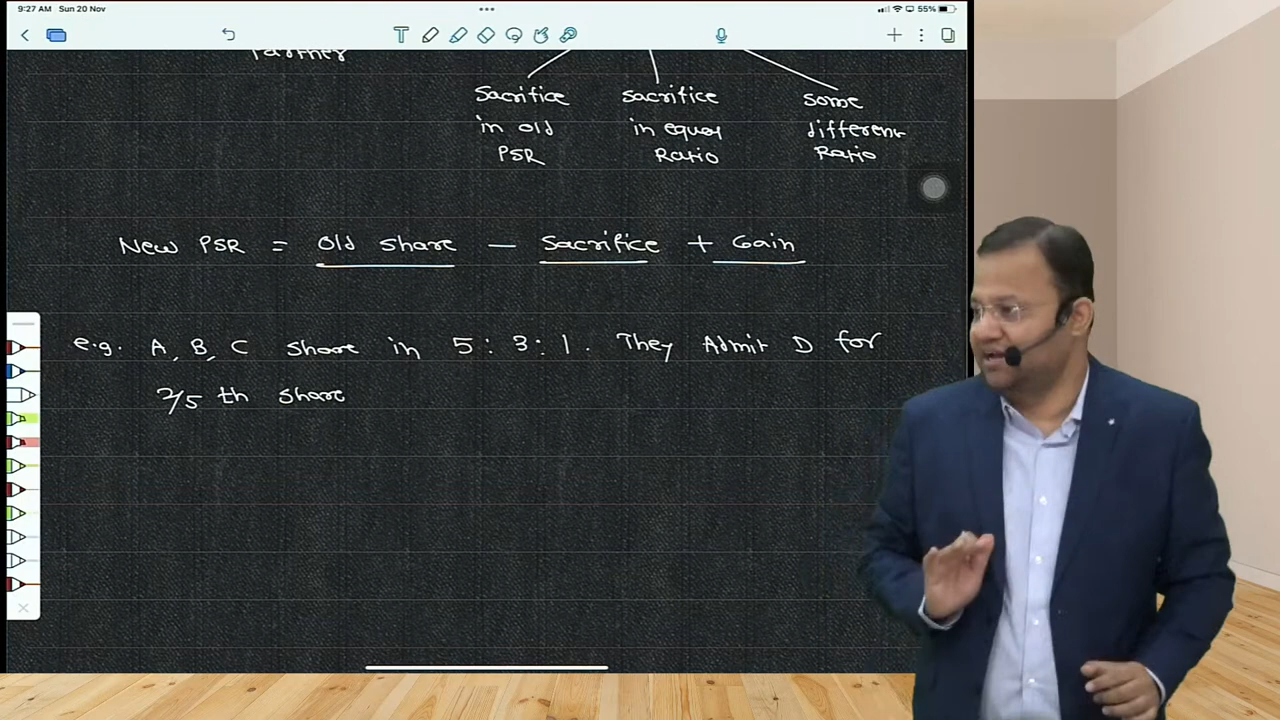 9:27 AM Sun 20 Nov
55%
Partner
Sacrifice
in old
PSR
Sacrifice
in equal
Ratio
Some
different
Ratio
New PSR = Old share — Sacrifice + Gain
e.g. A, B, C share in 5 : 3 : 1. They Admit D for
2/5 th share